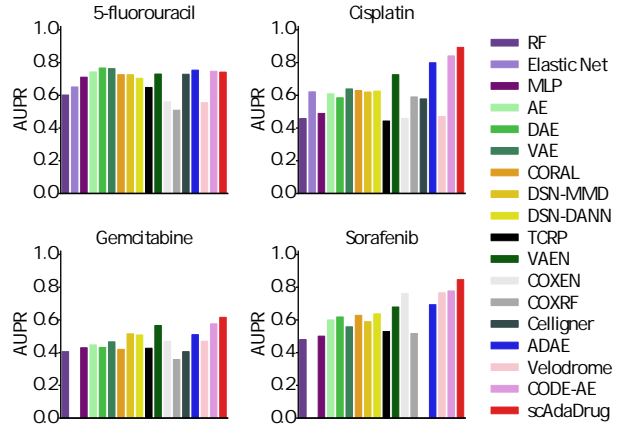 5-fluorouracil
Cisplatin
AUPR
1.0
0.8
0.6
0.4
0.2
0.0
AUPR
1.0
0.8
0.6
0.4
0.2
0.0
Gemcitabine
Sorafenib
AUPR
1.0
0.8
0.6
0.4
0.2
0.0
AUPR
1.0
0.8
0.6
0.4
0.2
0.0
RF
Elastic Net
MLP
AE
DAE
VAE
CORAL
DSN-MMD
DSN-DANN
TCRP
VAEN
COXEN
COXRF
Celligner
ADAE
Velodrome
CODE-AE
scAdaDrug